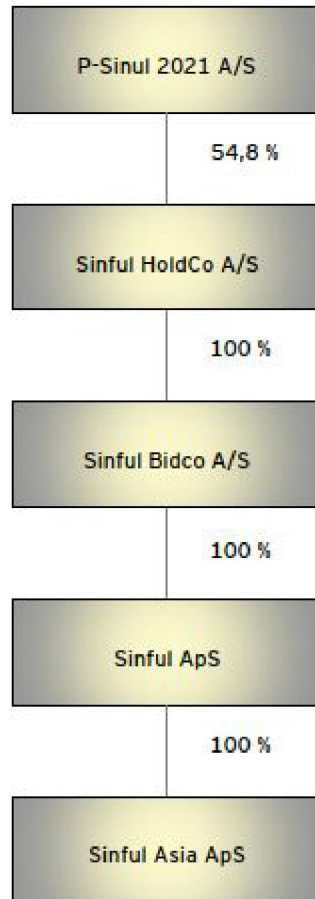 P-Sinul 2021 A/S
54,8 %
Sinful HoldCo A/S
100 %
Sinful Bidco A/S
100 %
Sinful ApS
100 %
Sinful Asia ApS